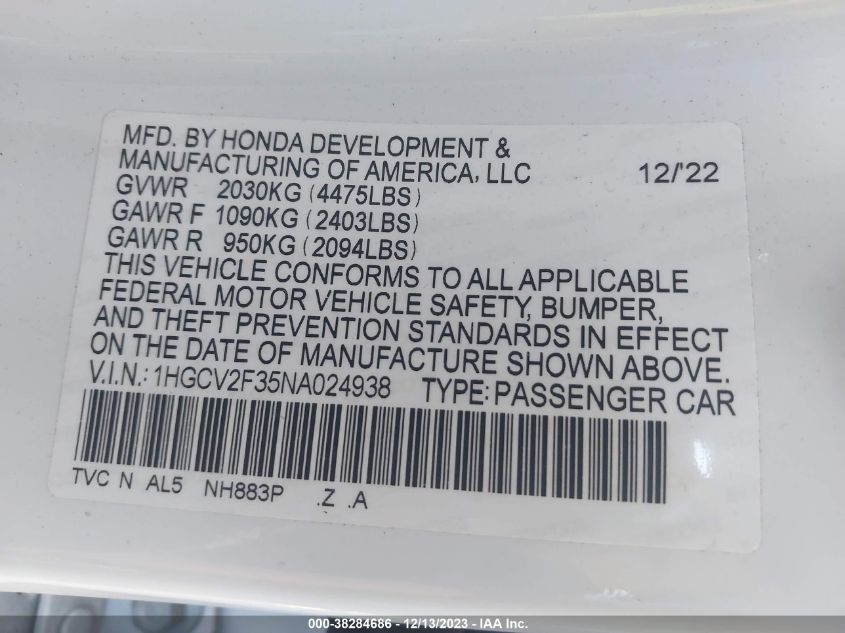 MFD. BY HONDA DEVELOPMENT &
MANUFACTURING OF AMERICA, LLC 12/'22
GVWR 2030KG (4475LBS)
GAWR F 1090KG (2403LBS)
GAWR R 950KG (2094LBS)
THIS VEHICLE CONFORMS TO ALL APPLICABLE
FEDERAL MOTOR VEHICLE SAFETY, BUMPER,
AND THEFT PREVENTION STANDARDS IN EFFECT
ON THE DATE OF MANUFACTURE SHOWN ABOVE.
V.I.N.: 1HGCV2F35NA024938 TYPE: PASSENGER CAR
TVC N AL5 NH883P .Z .A
000-38284686 - 12/13/2023 - IAA Inc.